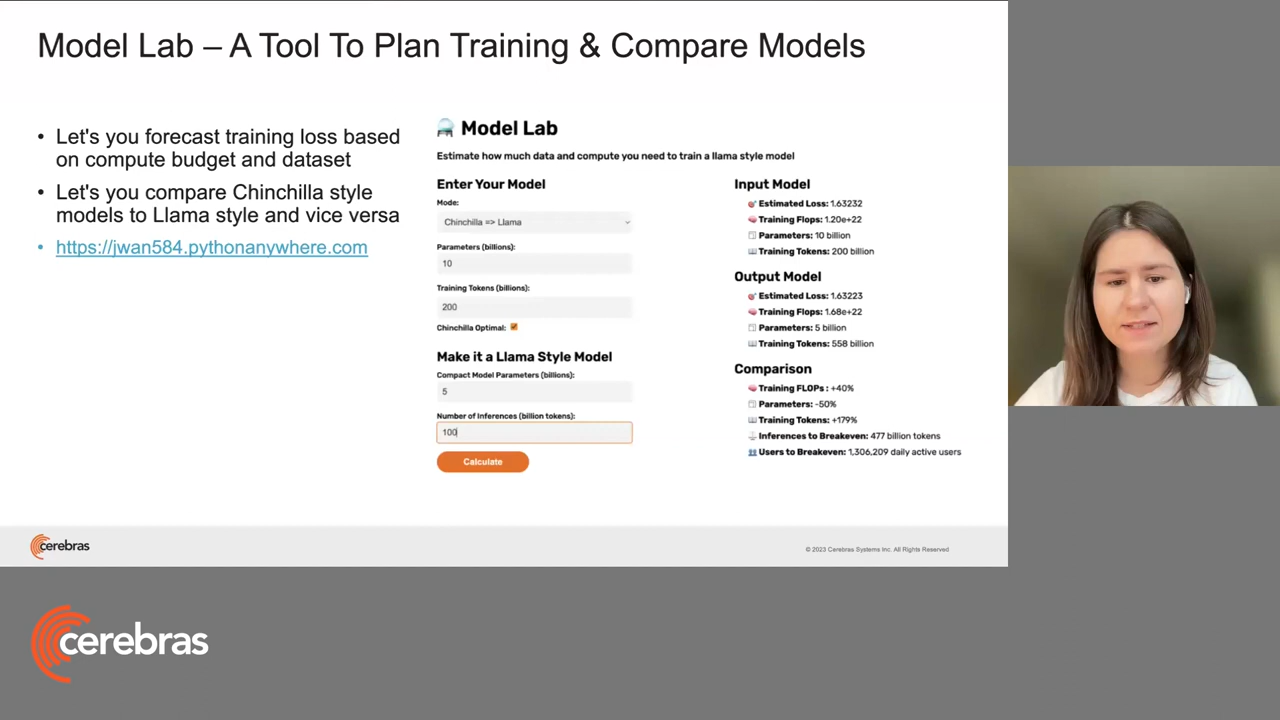 Model Lab – A Tool To Plan Training & Compare Models
• Let's you forecast training loss based
on compute budget and dataset
• Let's you compare Chinchilla style
models to Llama style and vice versa
• https://jwan584.pythonanywhere.com
Model Lab
Estimate how much data and compute you need to train a llama style model
Enter Your Model
Mode:
Chinchilla => Llama
Parameters (billions):
10
Training Tokens (billions):
200
Chinchilla Optimal:
Make it a Llama Style Model
Compact Model Parameters (billions):
5
Number of Inferences (billion tokens):
100
Calculate
Input Model
Estimated Loss: 1.63232
Training Flops: 1.20e+22
Parameters: 10 billion
Training Tokens: 200 billion
Output Model
Estimated Loss: 1.63223
Training Flops: 1.68e+22
Parameters: 5 billion
Training Tokens: 558 billion
Comparison
Training FLOPs : +40%
Parameters: -50%
Training Tokens: +179%
Inferences to Breakeven: 477 billion tokens
Users to Breakeven: 1,306,209 daily active users
cerebras
© 2023 Cerebras Systems Inc. All Rights Reserved
cerebras